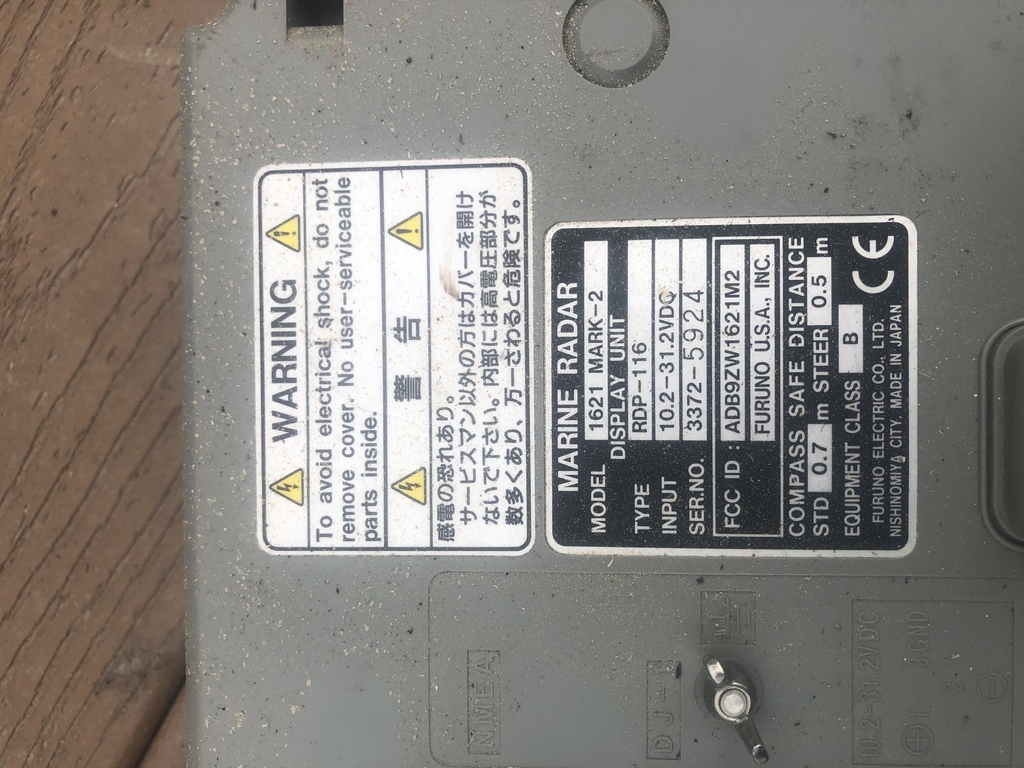 WARNING
To avoid electrical shock, do not
remove cover. No user-serviceable
parts inside.
警 告
感電の恐れあり。
サービスマン以外の方はカバーを開け
ないで下さい。内部には高電圧部分が
数多くあり、万一さわると危険です。
MARINE RADAR
MODEL 1621 MARK-2
DISPLAY UNIT
TYPE RDP-116
INPUT 10.2-31.2VDC
SER.NO. 3372-5924
FCC ID : ADB9ZW1621M2
FURUNO U.S.A., INC.
COMPASS SAFE DISTANCE
STD 0.7 m STEER 0.5 m
EQUIPMENT CLASS B
CE
FURUNO ELECTRIC CO., LTD.
NISHINOMIYA CITY, MADE IN JAPAN
NMEA
DJ-1
10.2-31.2VDC
1 3GND
2